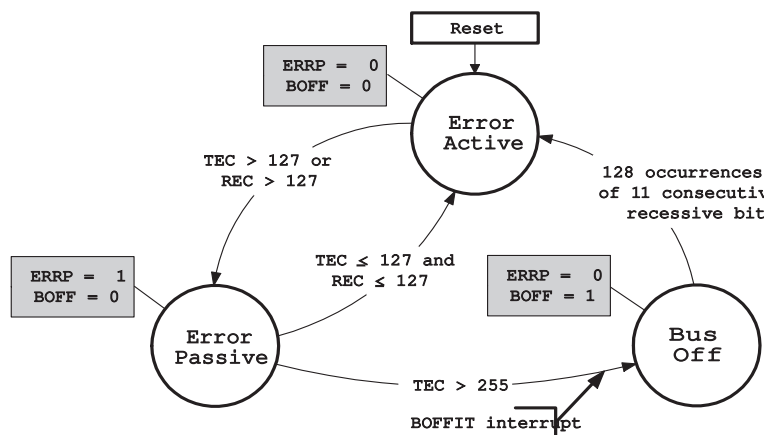 Reset
ERRP = 0
BOFF = 0
Error
Active
TEC > 127 or
REC > 127
128 occurrences
of 11 consecutiv
recessive bit
TEC ≤ 127 and
REC ≤ 127
ERRP = 1
BOFF = 0
ERRP = 0
BOFF = 1
Error
Passive
Bus
Off
TEC > 255
BOFFIT interrupt